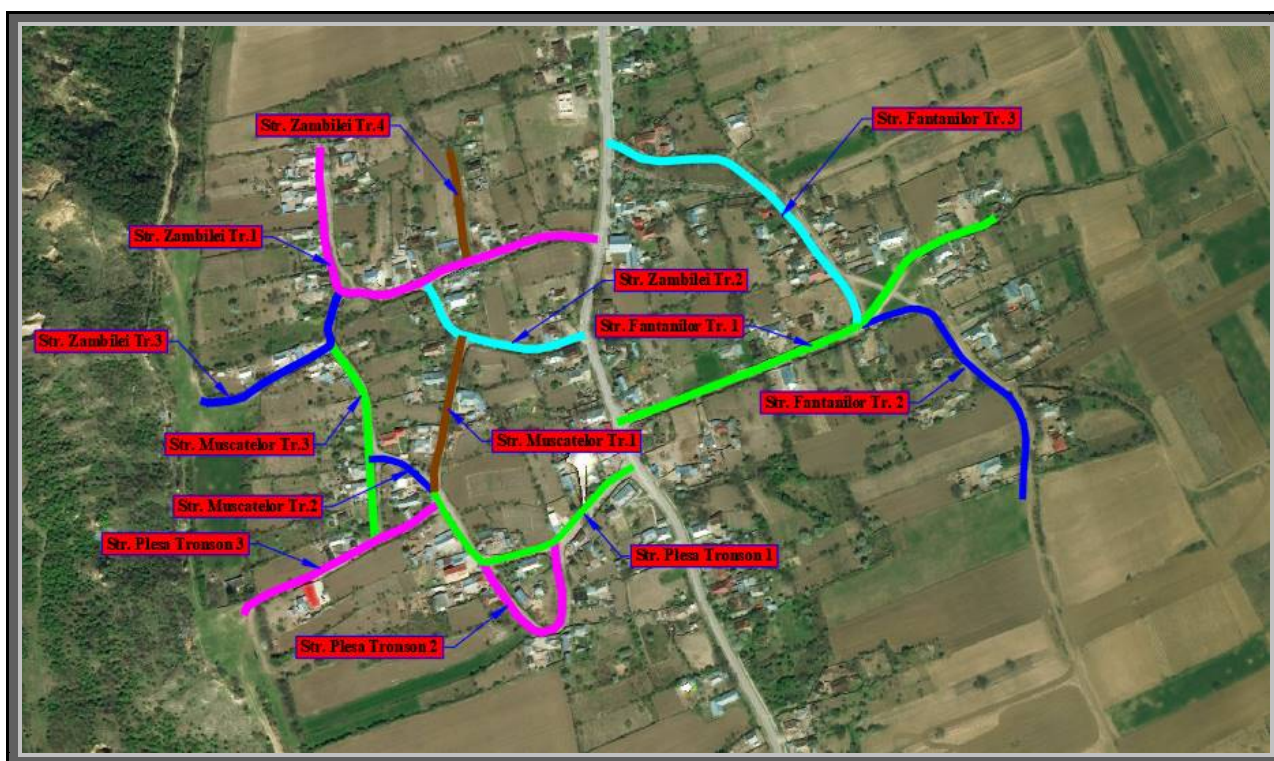 Str. Fantanilor Tr. 3
Str. Zambilei Tr.4
Str. Zambilei Tr.1
Str. Zambilei Tr.2
Str. Fantanilor Tr. 1
Str. Zambilei Tr.3
Str. Fantanilor Tr. 2
Str. Muscatelor Tr.3
Str. Muscatelor Tr.1
Str. Muscatelor Tr.2
Str. Plesa Tronson 3
Str. Plesa Tronson 1
Str. Plesa Tronson 2